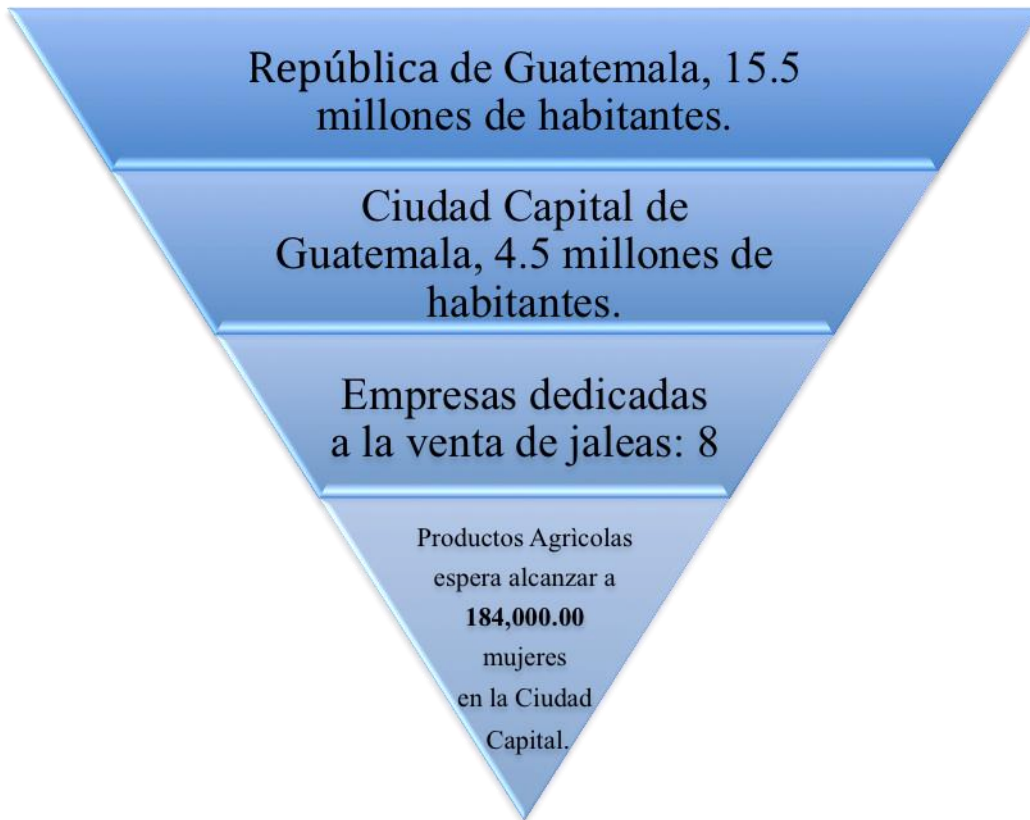 República de Guatemala, 15.5
millones de habitantes.
Ciudad Capital de
Guatemala, 4.5 millones de
habitantes.
Empresas dedicadas
a la venta de jaleas: 8
Productos Agrìcolas
espera alcanzar a
184,000.00
mujeres
en la Ciudad
Capital.